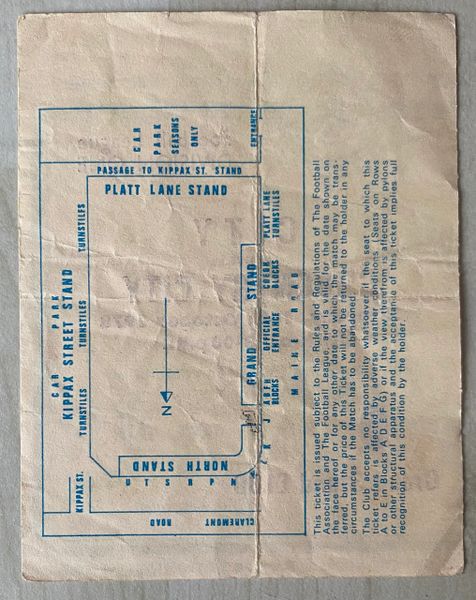 CAR
PARK
SEASONS
ONLY
ENTRANCE
PASSAGE TO KIPPAX ST. STAND
PLATT LANE STAND
TURNSTILES
PLATT LANE
TURNSTILES
CAR PARK
KIPPAX STREET STAND
TURNSTILES
TURNSTILES
GRAND STAND
BLOCKS
OFFICIAL
ENTRANCE
BLOCKS
MAINE ROAD
N
K J
NORTH STAND
U T S R P N
KIPPAX ST.
CLAREMONT
ROAD
This ticket is issued subject to the Rules and Regulations of The Football
Association and The Football League, and is valid for the date shown on
the face hereof or for any other date to which the match may be trans-
ferred, but the price of this Ticket will not be returned to the holder in any
circumstances if the Match has to be abandoned.
The Club accepts no responsibility whatsoever if the seat to which this
ticket refers is affected by adverse weather conditions (Seats on Rows
A to E in Blocks A D E F G) or if the view therefrom is affected by pylons
or other structural apparatus and the acceptance of this ticket implies full
recognition of this condition by the holder.